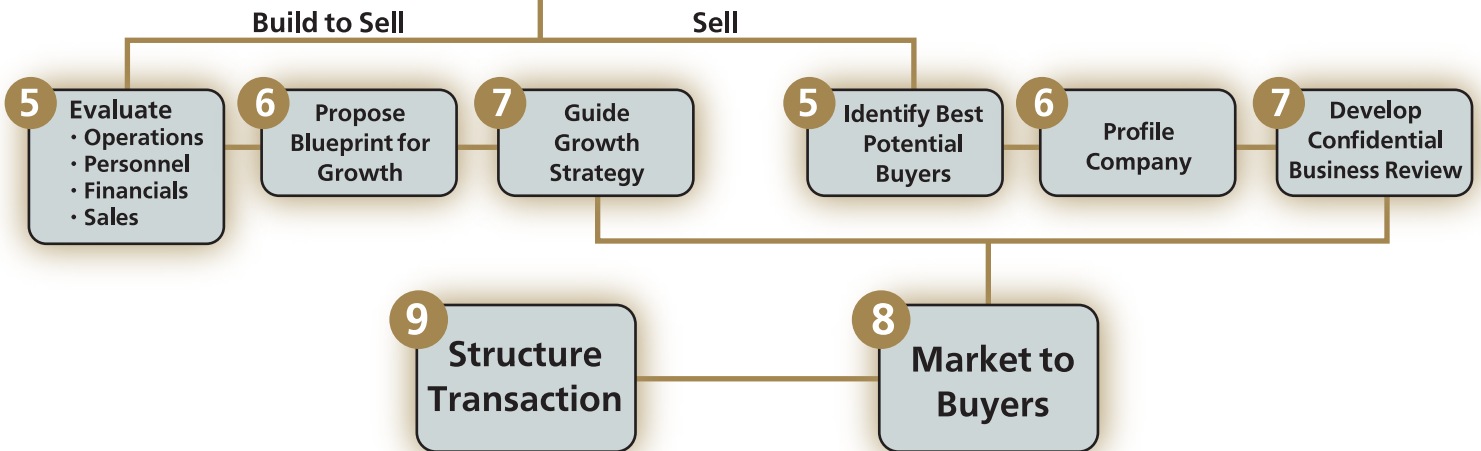 Build to Sell
Sell
5
Evaluate
· Operations
· Personnel
· Financials
· Sales
6
Propose
Blueprint for
Growth
7
Guide
Growth
Strategy
5
Identify Best
Potential
Buyers
6
Profile
Company
7
Develop
Confidential
Business Review
9
Structure
Transaction
8
Market to
Buyers